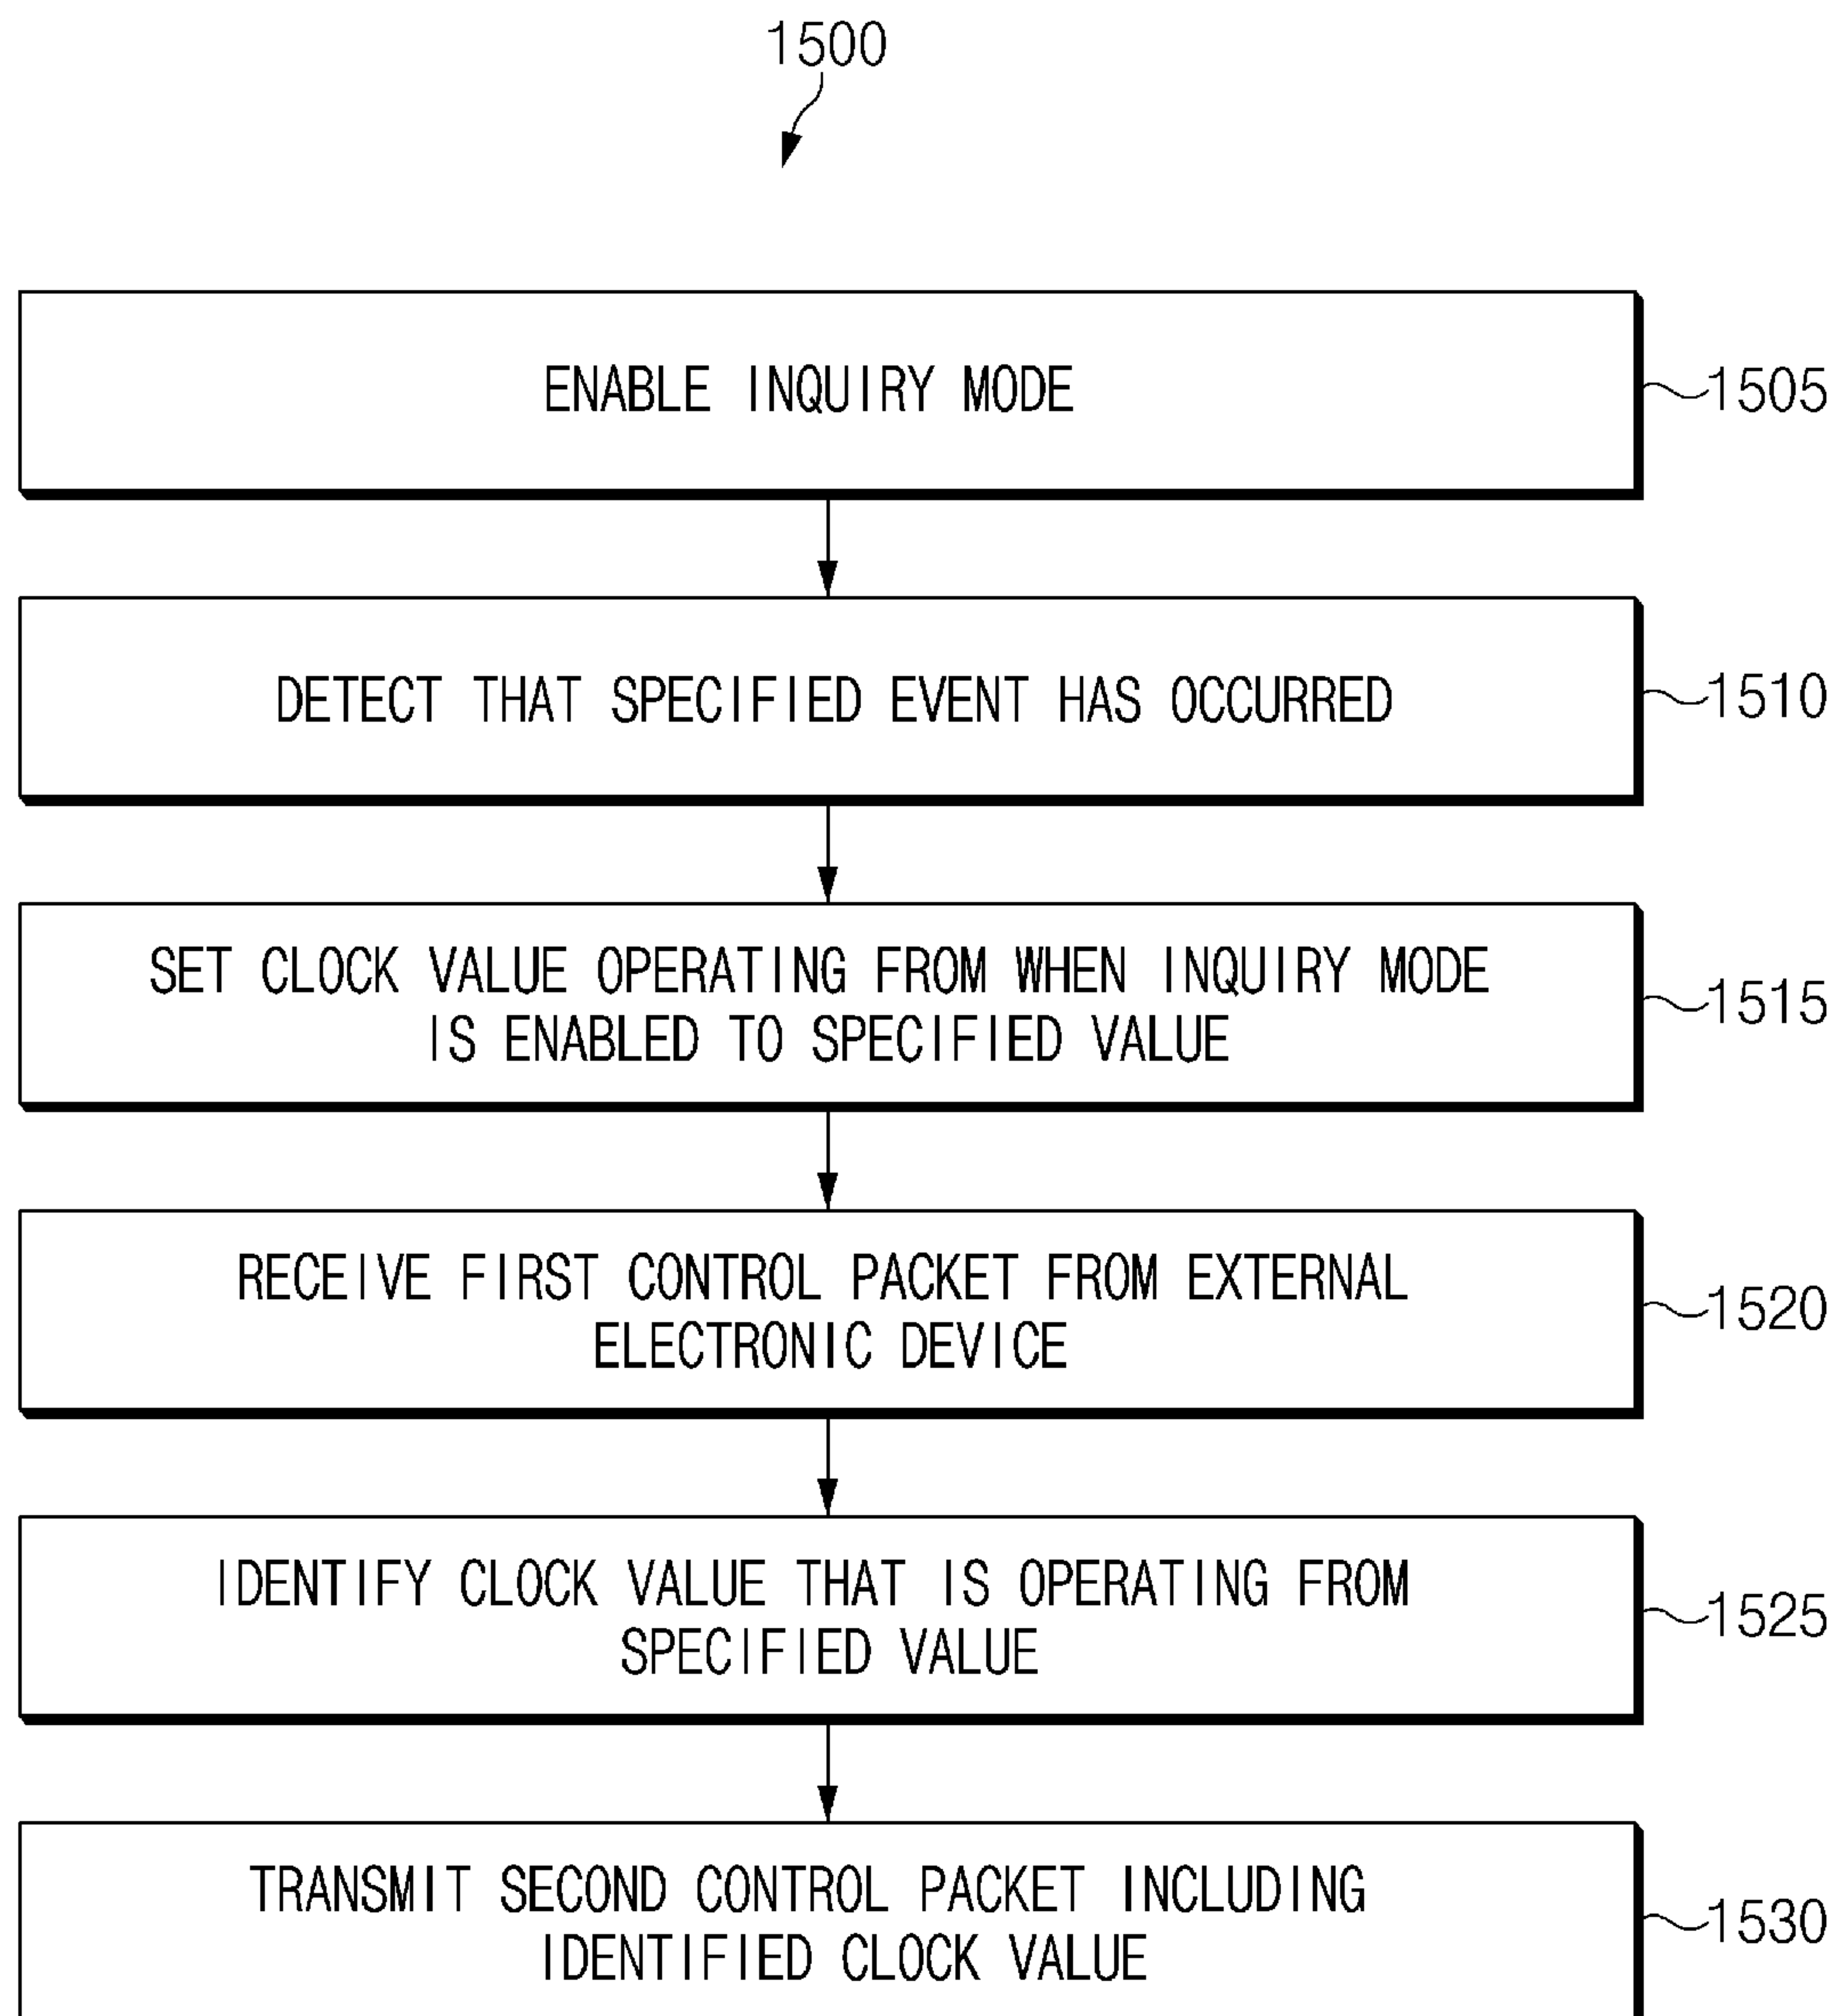 1500
ENABLE INQUIRY MODE
1505
DETECT THAT SPECIFIED EVENT HAS OCCURRED
1510
SET CLOCK VALUE OPERATING FROM WHEN INQUIRY MODE
IS ENABLED TO SPECIFIED VALUE
1515
RECEIVE FIRST CONTROL PACKET FROM EXTERNAL
ELECTRONIC DEVICE
1520
IDENTIFY CLOCK VALUE THAT IS OPERATING FROM
SPECIFIED VALUE
1525
TRANSMIT SECOND CONTROL PACKET INCLUDING
IDENTIFIED CLOCK VALUE
1530